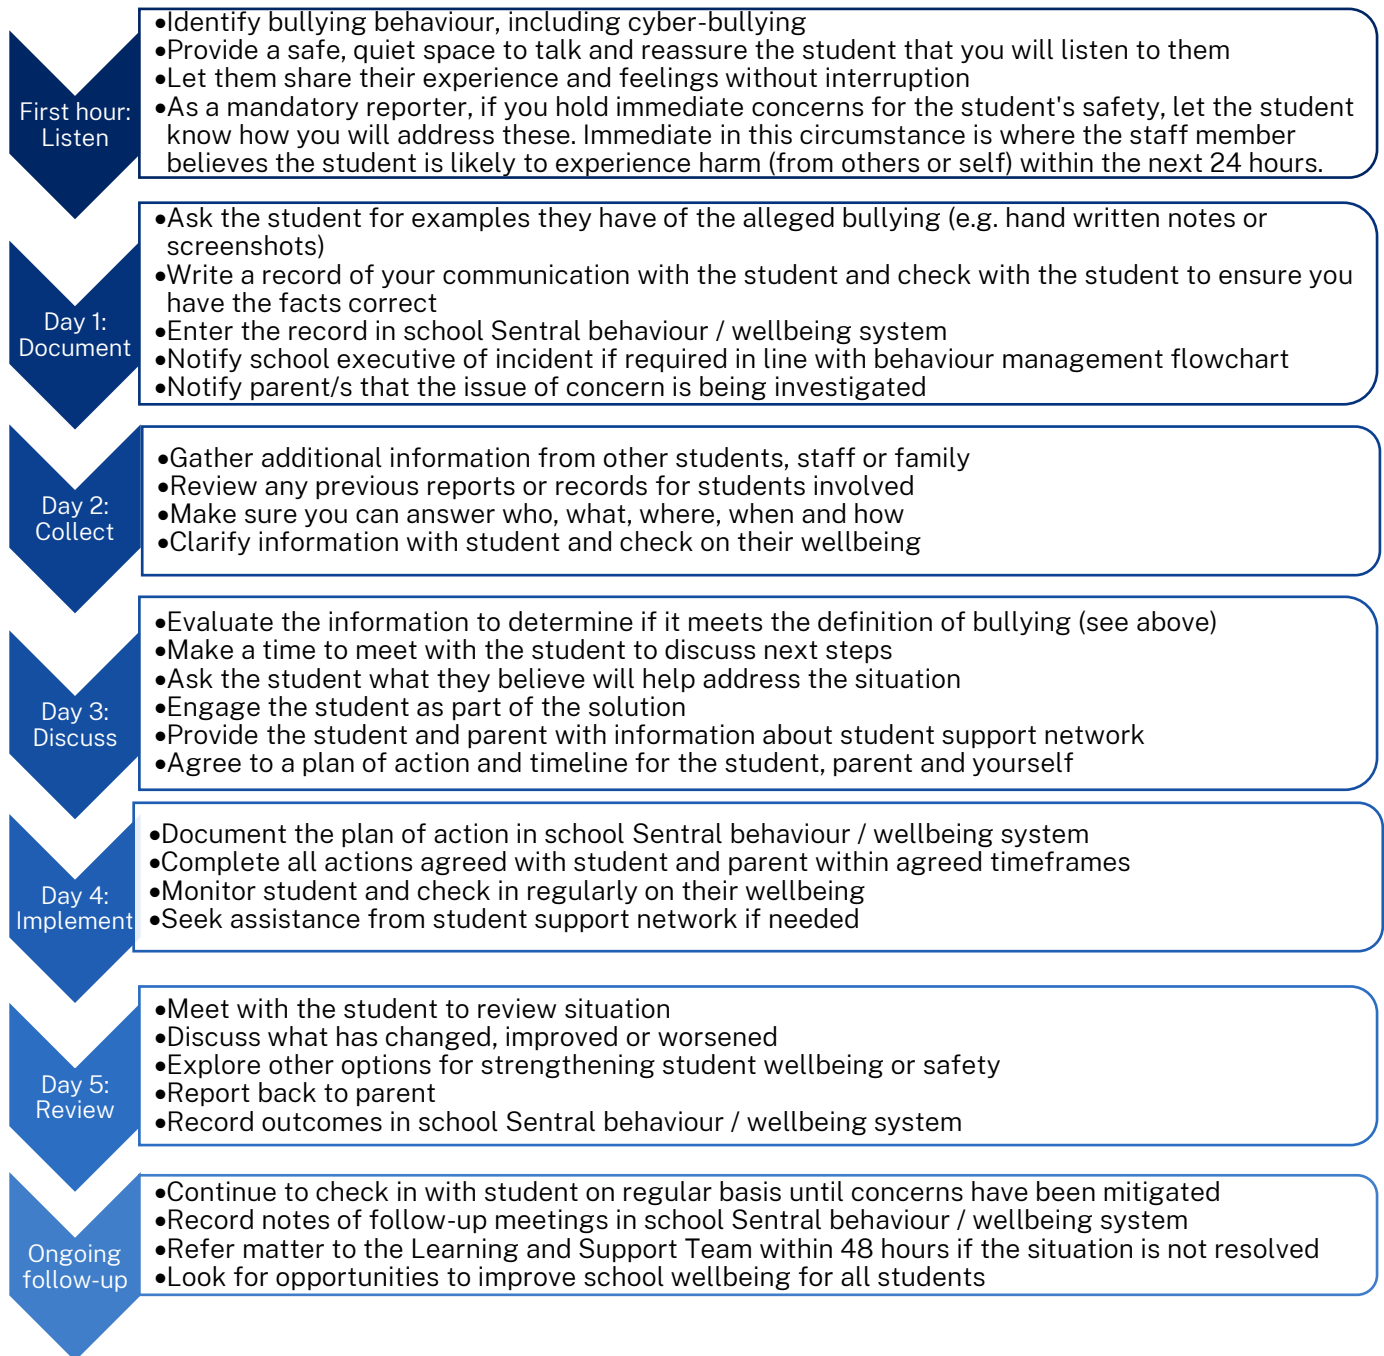 First hour:
Listen
•Identify bullying behaviour, including cyber-bullying
•Provide a safe, quiet space to talk and reassure the student that you will listen to them
•Let them share their experience and feelings without interruption
•As a mandatory reporter, if you hold immediate concerns for the student's safety, let the student
know how you will address these. Immediate in this circumstance is where the staff member
believes the student is likely to experience harm (from others or self) within the next 24 hours.
Day 1:
Document
•Ask the student for examples they have of the alleged bullying (e.g. hand written notes or
screenshots)
•Write a record of your communication with the student and check with the student to ensure you
have the facts correct
•Enter the record in school Sentral behaviour / wellbeing system
•Notify school executive of incident if required in line with behaviour management flowchart
•Notify parent/s that the issue of concern is being investigated
Day 2:
Collect
•Gather additional information from other students, staff or family
•Review any previous reports or records for students involved
•Make sure you can answer who, what, where, when and how
•Clarify information with student and check on their wellbeing
Day 3:
Discuss
•Evaluate the information to determine if it meets the definition of bullying (see above)
•Make a time to meet with the student to discuss next steps
•Ask the student what they believe will help address the situation
•Engage the student as part of the solution
•Provide the student and parent with information about student support network
•Agree to a plan of action and timeline for the student, parent and yourself
Day 4:
Implement
•Document the plan of action in school Sentral behaviour / wellbeing system
•Complete all actions agreed with student and parent within agreed timeframes
•Monitor student and check in regularly on their wellbeing
•Seek assistance from student support network if needed
Day 5:
Review
•Meet with the student to review situation
•Discuss what has changed, improved or worsened
•Explore other options for strengthening student wellbeing or safety
•Report back to parent
•Record outcomes in school Sentral behaviour / wellbeing system
Ongoing
follow-up
•Continue to check in with student on regular basis until concerns have been mitigated
•Record notes of follow-up meetings in school Sentral behaviour / wellbeing system
•Refer matter to the Learning and Support Team within 48 hours if the situation is not resolved
•Look for opportunities to improve school wellbeing for all students